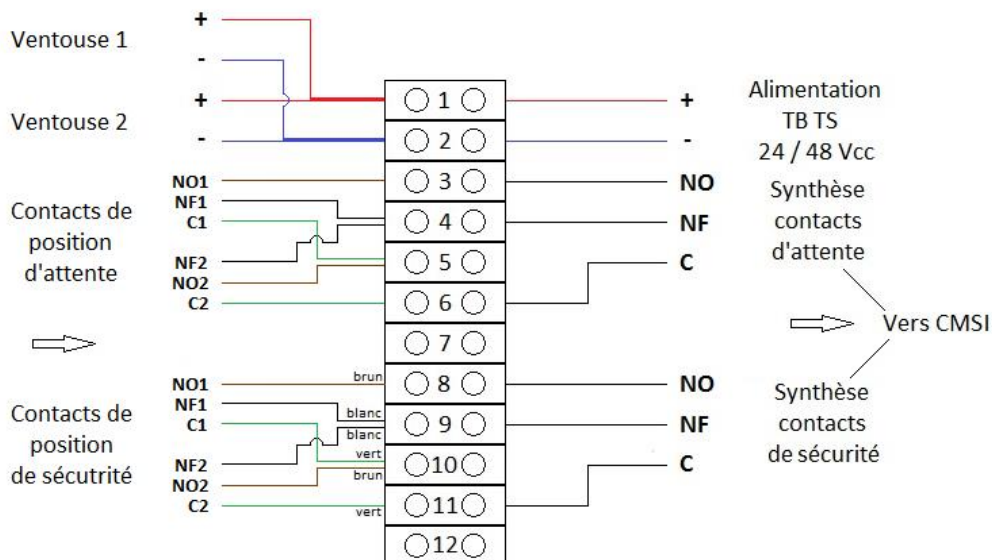 Ventouse 1
+
-
Ventouse 2
+
-
Contacts de
position
d'attente
NO1
NF1
C1
NF2
NO2
C2
Contacts de
position
de sécutrité
NO1
NF1
C1
NF2
NO2
C2
brun
blanc
blanc
vert
brun
vert
1
2
3
4
5
6
7
8
9
10
11
12
+
-
Alimentation
TB TS
24 / 48 Vcc
NO
NF
C
Synthèse
contacts
d'attente
Vers CMSI
NO
NF
C
Synthèse
contacts
de sécurité